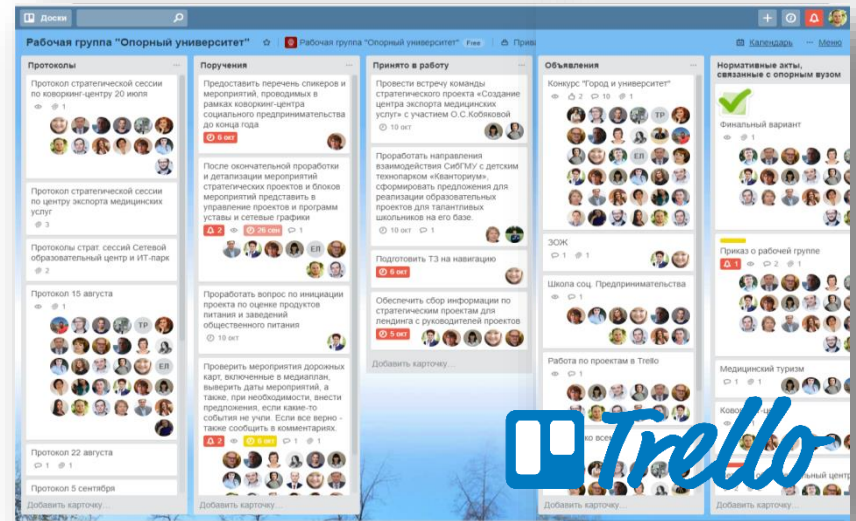 Доски
Рабочая группа "Опорный университет"
Рабочая группа "Опорный университет"
Free
Календарь
Меню
Протоколы
Протокол стратегической сессии
по коворкинг-центру 20 июля
1
Протокол стратегической сессии
по центру экспорта медицинских
услуг
3
Протоколы страт. сессий Сетевой
образовательный центр и ИТ-парк
2
Протокол 15 августа
1
ТР
ЕЛ
Протокол 22 августа
1 1
Протокол 5 сентября
Добавить карточку...
Поручения
Предоставить перечень спикеров и
мероприятий, проводимых в
рамках коворкинг-центра
социального предпринимательства
до конца года
6 окт
После окончательной проработки
и детализации мероприятий
стратегических проектов и блоков
мероприятий представить в
управление проектов и программ
уставы и сетевые графики
2 26 сен 1
ЕЛ
Проработать вопрос по инициации
проекта по оценке продуктов
питания и заведений
общественного питания
10 окт
Проверить мероприятия дорожных
карт, включенные в медиаплан,
выверить даты мероприятий, а
также, при необходимости, внести
предложения, если какие-то
события не учли. Если все верно -
также сообщить в комментариях.
2 6 окт 1 1
Добавить карточку...
Принято в работу
Провести встречу команды
стратегического проекта «Создание
центра экспорта медицинских
услуг» с участием О.С.Кобяковой
10 окт
Проработать направления
взаимодействия СибГМУ с детским
технопарком «Кванториум»,
сформировать предложения для
реализации образовательных
проектов для талантливых
школьников на его базе.
10 окт 1
Подготовить ТЗ на навигацию
6 окт
Обеспечить сбор информации по
стратегическим проектам для
лендинга с руководителей проектов
5 окт
Добавить карточку...
Объявления
Конкурс "Город и университет"
2 10 1
ТР
ЕЛ
ЗОЖ
1 1
Школа соц. Предпринимательства
1
Работа по проектам в Trello
1
Добавить карточку...
Нормативные акты,
связанные с опорным вузом
Финальный вариант
1
Приказ о рабочей группе
1 2 1
Медицинский туризм
1 1
Добавить карточку...
Trello